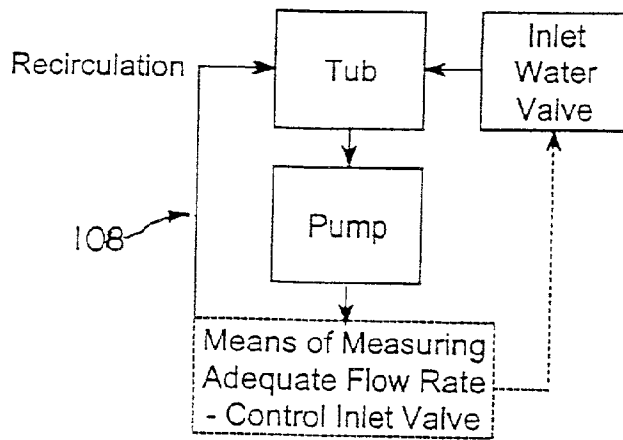 Recirculation
Tub
Inlet
Water
Valve
108
Pump
Means of Measuring
Adequate Flow Rate
- Control Inlet Valve